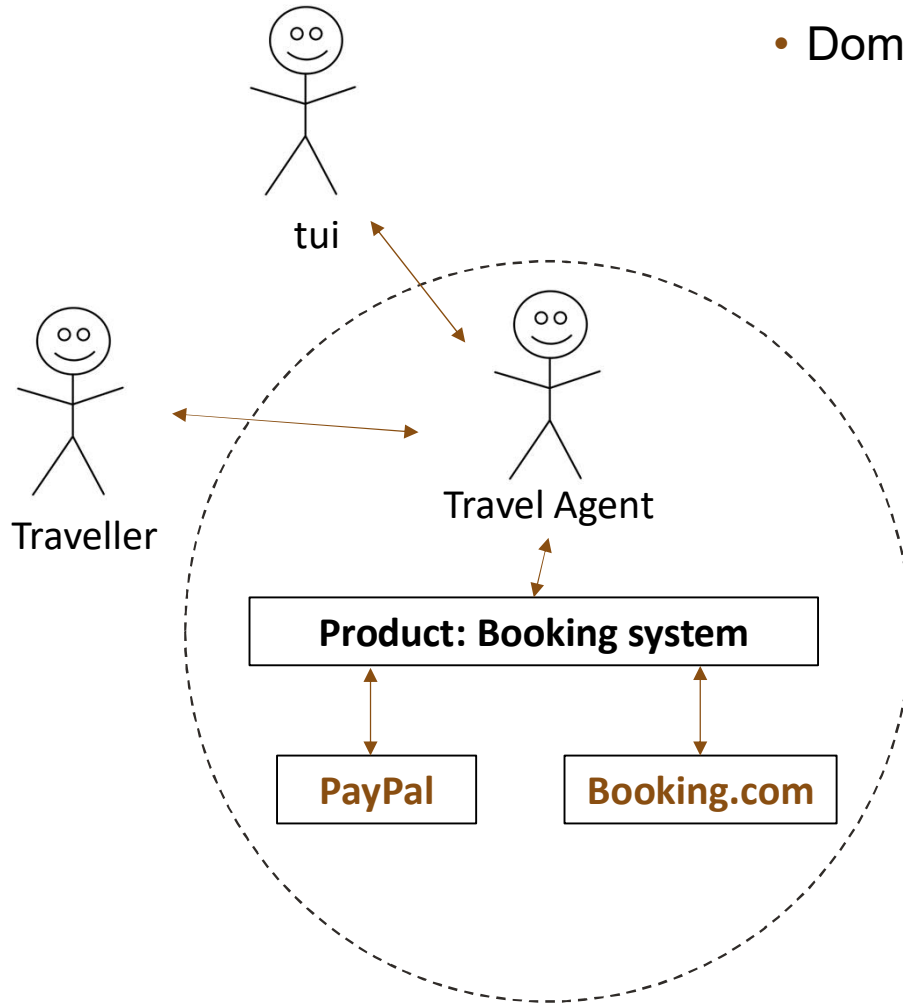 • Dom
tui
Traveller
Travel Agent
Product: Booking system
PayPal
Booking.com